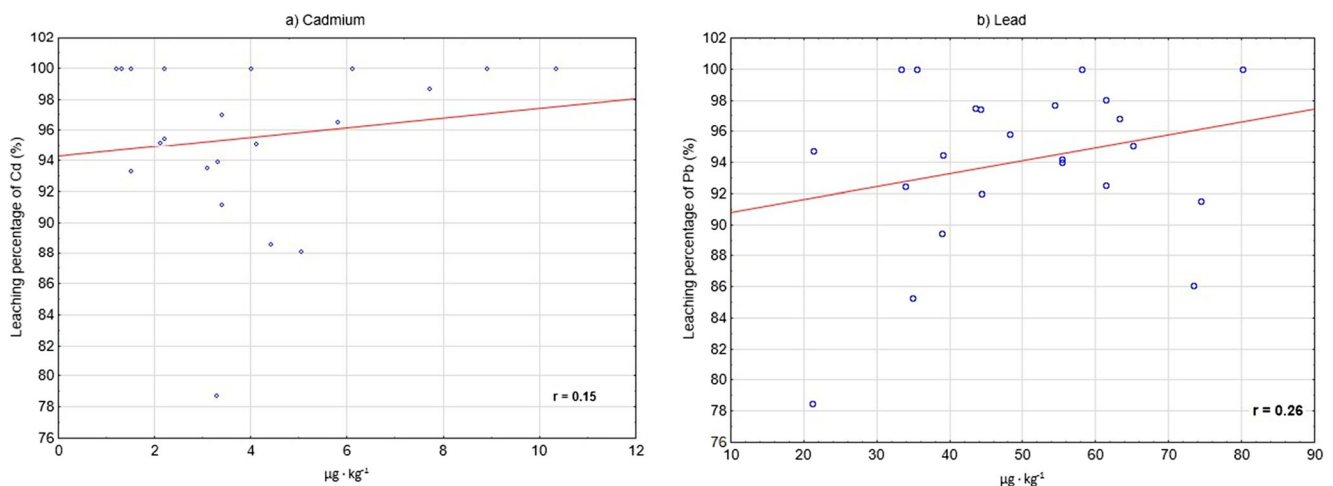 a) Cadmium
102
100
98
96
94
92
90
88
86
84
82
80
78
76
Leaching percentage of Cd (%)
0 2 4 6 8 10 12
µg · kg⁻¹
r = 0.15
b) Lead
102
100
98
96
94
92
90
88
86
84
82
80
78
76
Leaching percentage of Pb (%)
10 20 30 40 50 60 70 80 90
µg · kg⁻¹
r = 0.26